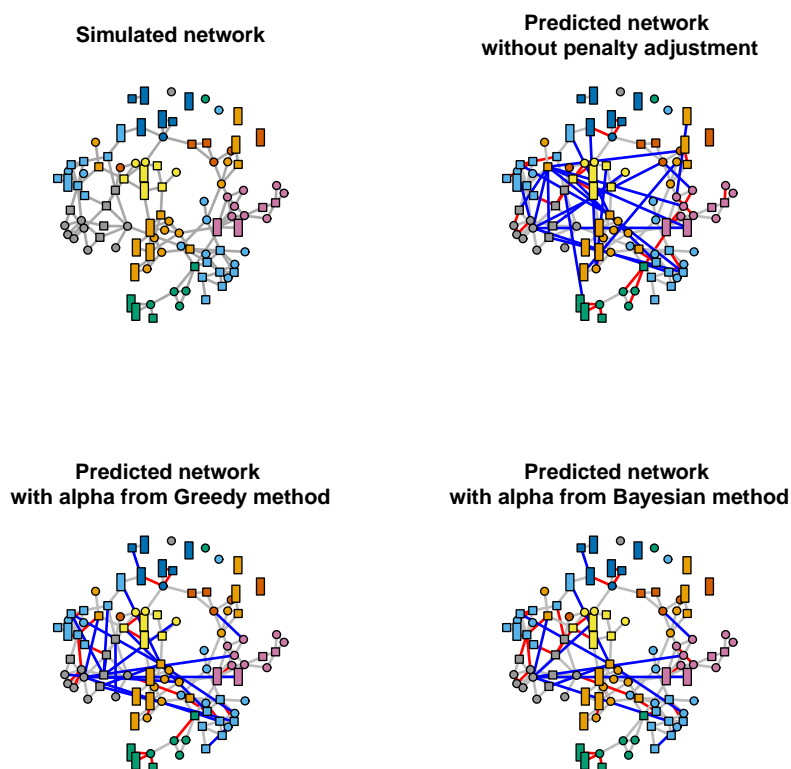 Simulated network
Predicted network
without penalty adjustment
Predicted network
with alpha from Greedy method
Predicted network
with alpha from Bayesian method